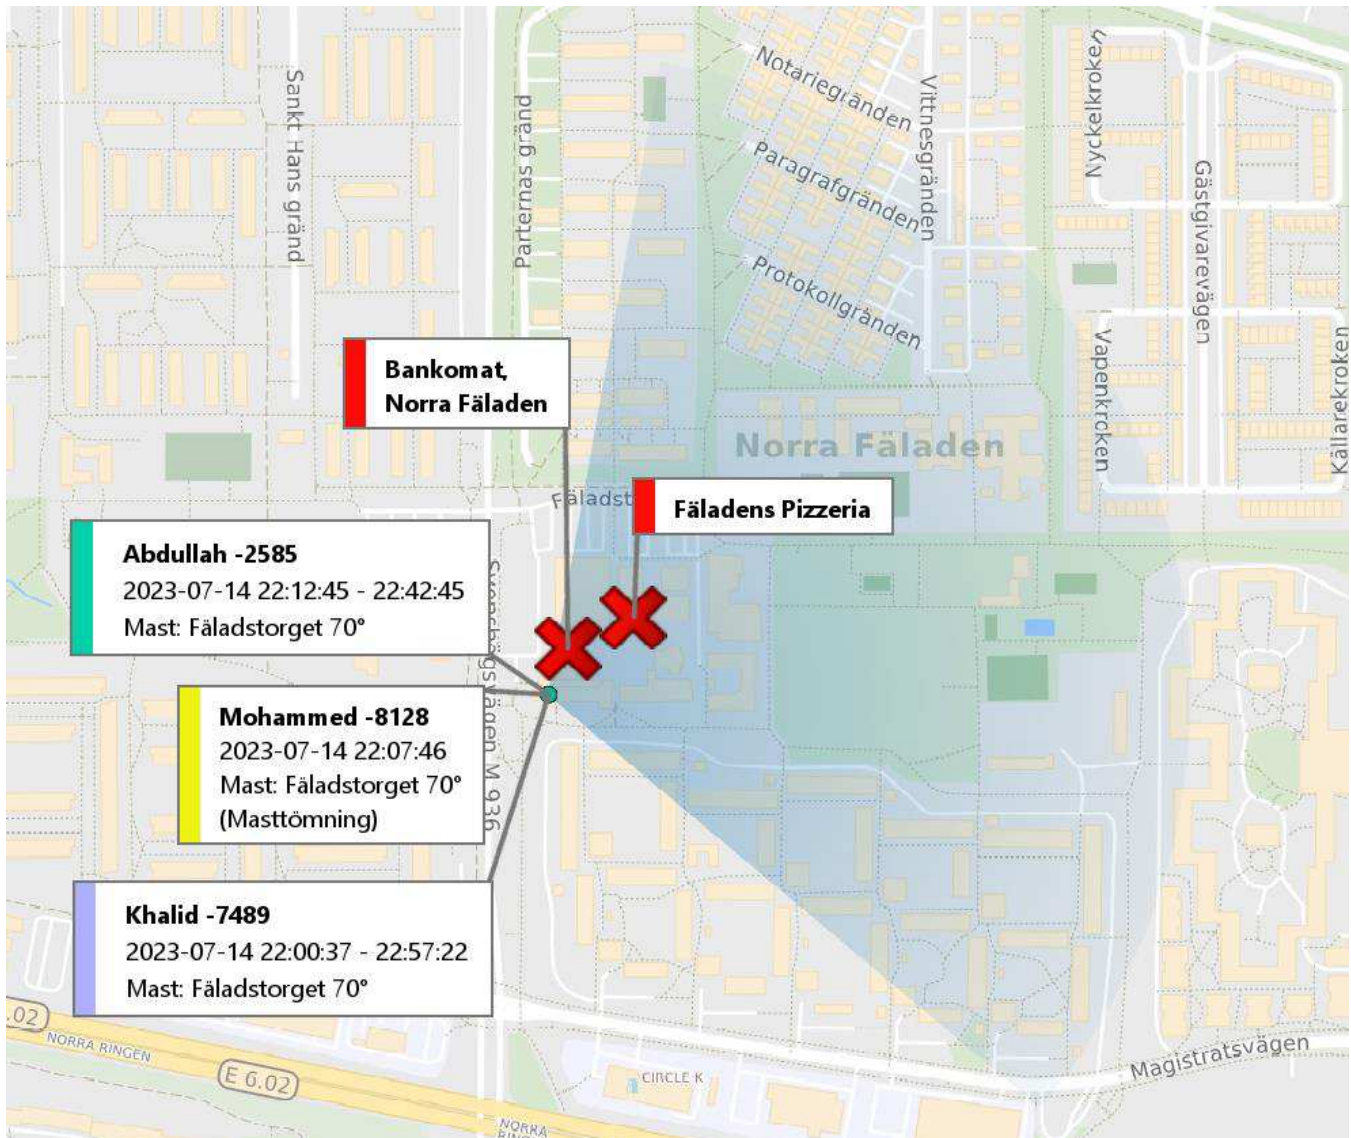 Sankt Hans gränd
Parternas gränd
Notariegränden
Vittnesgränden
Paragrafgränden
Protokollgränden
Nyckelkroken
Gästgivarevägen
Vapenkrcken
Källarekroken
Bankomat,
Norra Fäladen
Norra Fäladen
Fäladst
Fäladens Pizzeria
Abdullah -2585
2023-07-14 22:12:45 - 22:42:45
Mast: Fäladstorget 70°
Mohammed -8128
2023-07-14 22:07:46
Mast: Fäladstorget 70°
(Masttömning)
Khalid -7489
2023-07-14 22:00:37 - 22:57:22
Mast: Fäladstorget 70°
M 936
.02
NORRA RINGEN
E 6.02
CIRCLE K
Magistratsvägen
NORRA